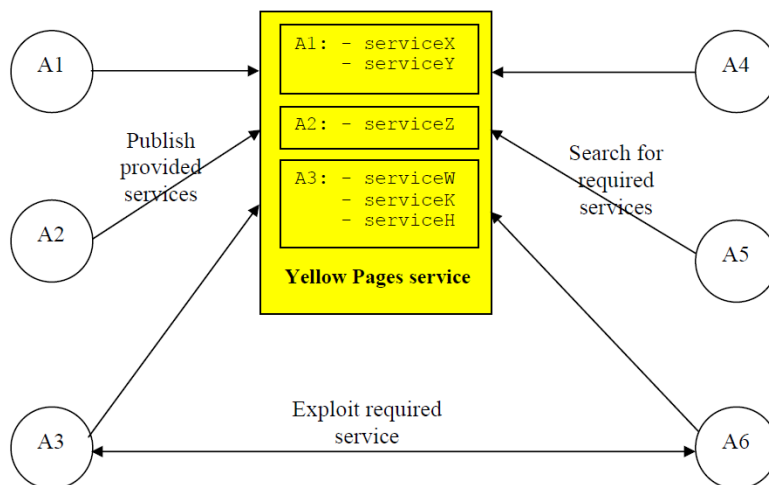 A1
A1: - serviceX
- serviceY
A4
A2: - serviceZ
Publish
provided
services
Search for
required
services
A3: - serviceW
- serviceK
- serviceH
A2
A5
Yellow Pages service
Exploit required
service
A3
A6